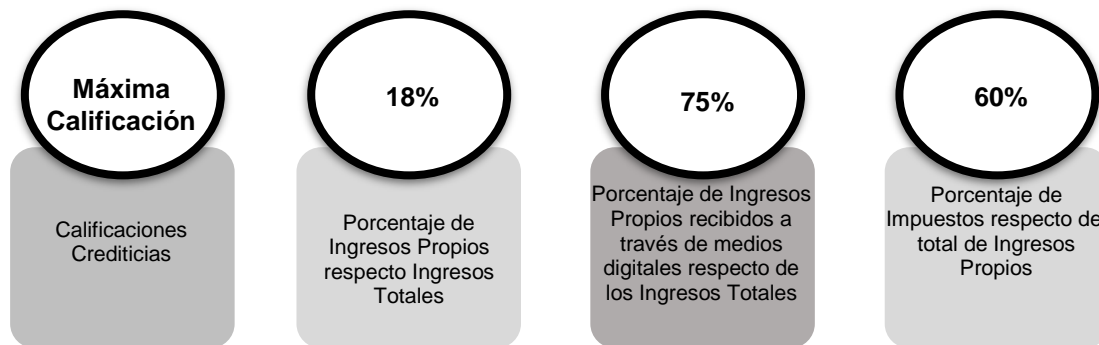 Máxima
Calificación
Calificaciones
Crediticias
18%
Porcentaje de
Ingresos Propios
respecto Ingresos
Totales
75%
Porcentaje de Ingresos
Propios recibidos a
través de medios
digitales respecto de
los Ingresos Totales
60%
Porcentaje de
Impuestos respecto de
total de Ingresos
Propios